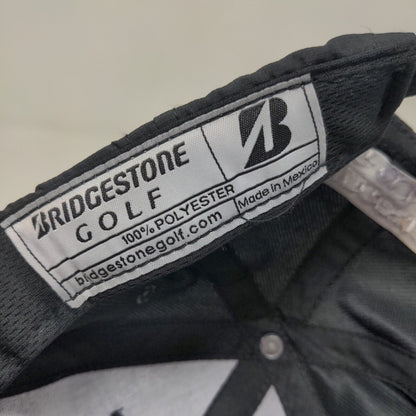 BRIDGESTONE
GOLF
100% POLYESTER
bridgestonegolf.com
B
Made in Mexico